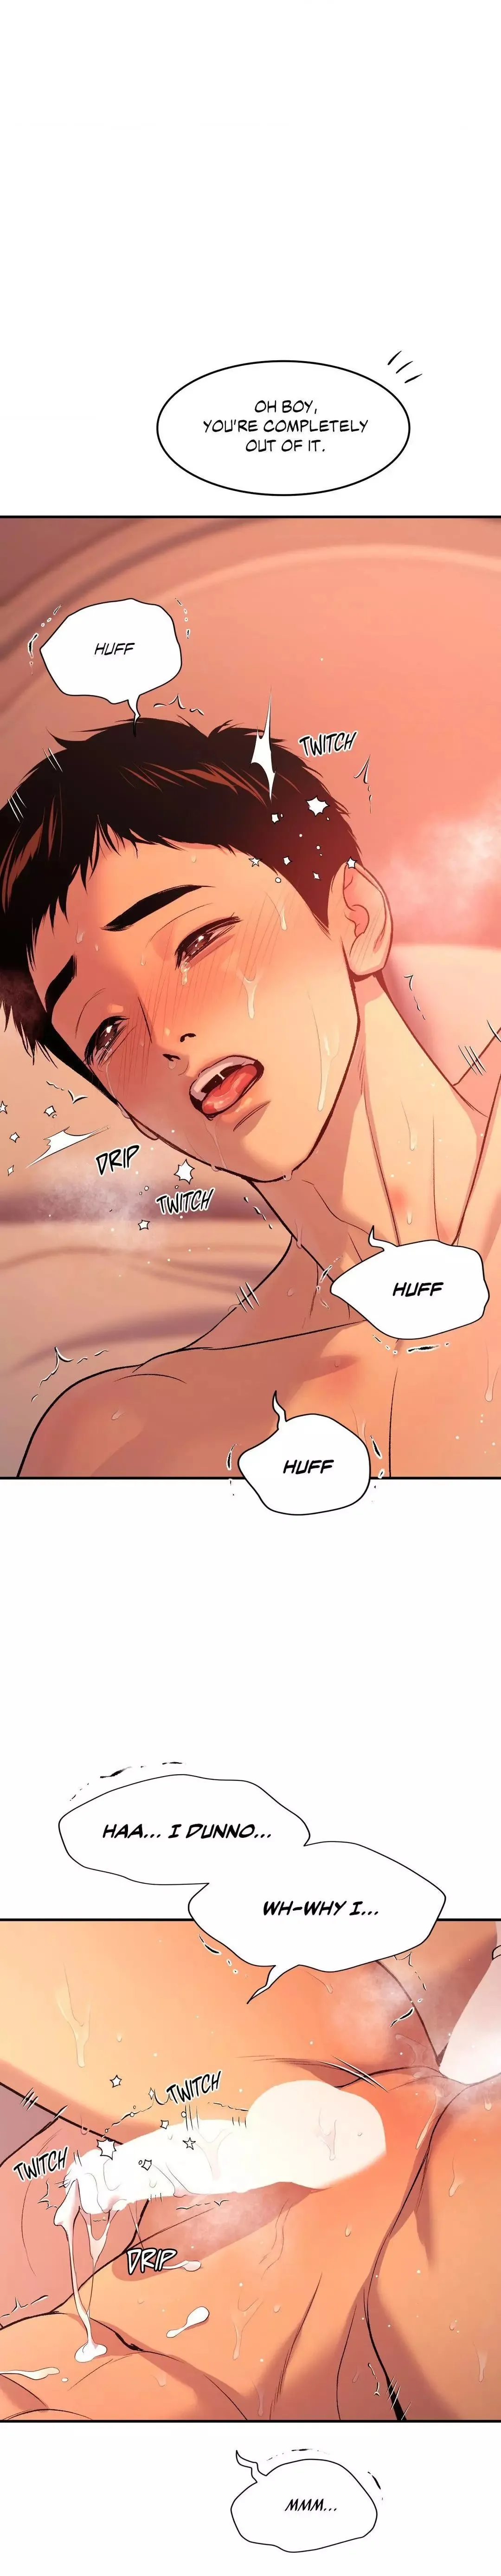 OH BOY,
YOU'RE COMPLETELY
OUT OF IT.
HUFF
TWITCH
DRIP
TWITCH
HUFF
HUFF
HAA... I DUNNO...
WH-WHY I...
TWITCH
TWITCH
DRIP
MMM...